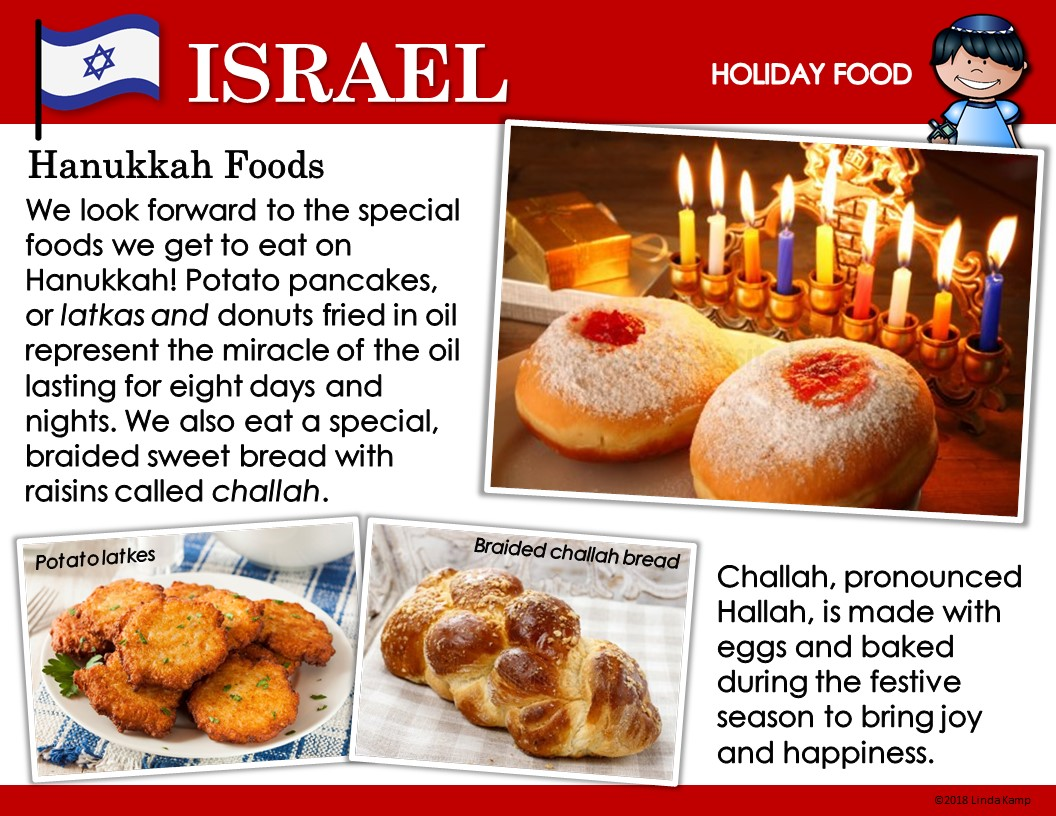 ISRAEL
HOLIDAY FOOD
Hanukkah Foods
We look forward to the special
foods we get to eat on
Hanukkah! Potato pancakes,
or latkas and donuts fried in oil
represent the miracle of the oil
lasting for eight days and
nights. We also eat a special,
braided sweet bread with
raisins called challah.
Potato latkes
Braided challah bread
Challah, pronounced
Hallah, is made with
eggs and baked
during the festive
season to bring joy
and happiness.
©2018 Linda Kamp